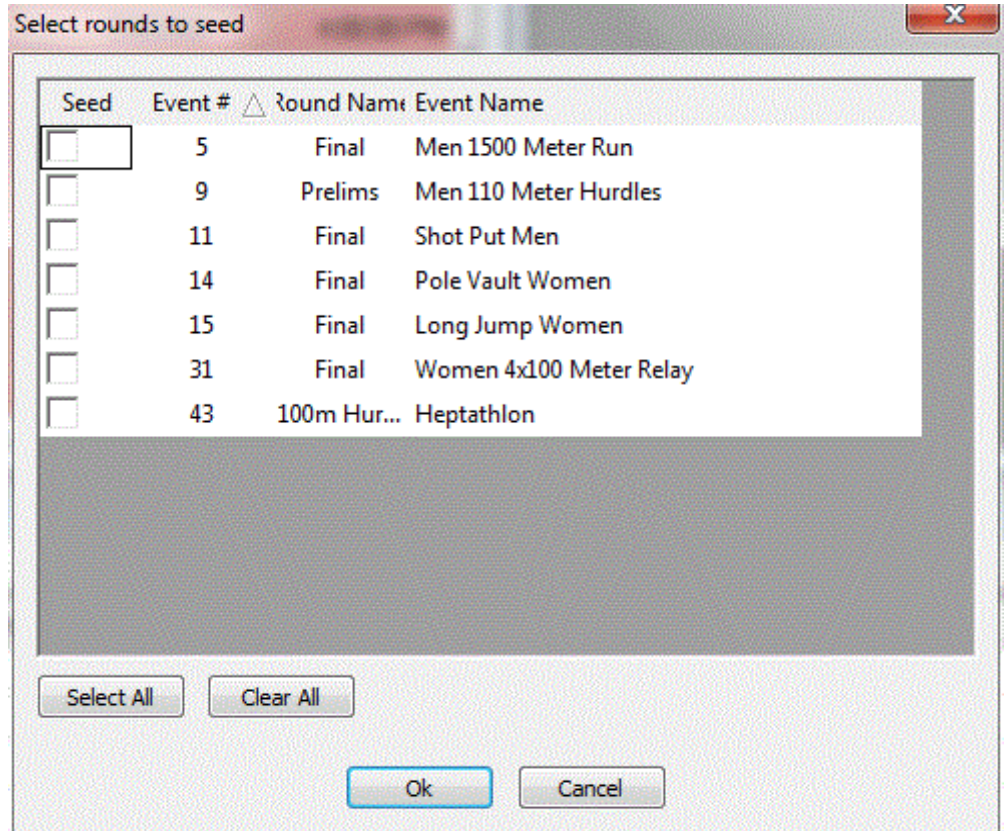 Select rounds to seed
Seed Event # Round Name Event Name
5 Final Men 1500 Meter Run
9 Prelims Men 110 Meter Hurdles
11 Final Shot Put Men
14 Final Pole Vault Women
15 Final Long Jump Women
31 Final Women 4x100 Meter Relay
43 100m Hur... Heptathlon
Select All Clear All
Ok Cancel